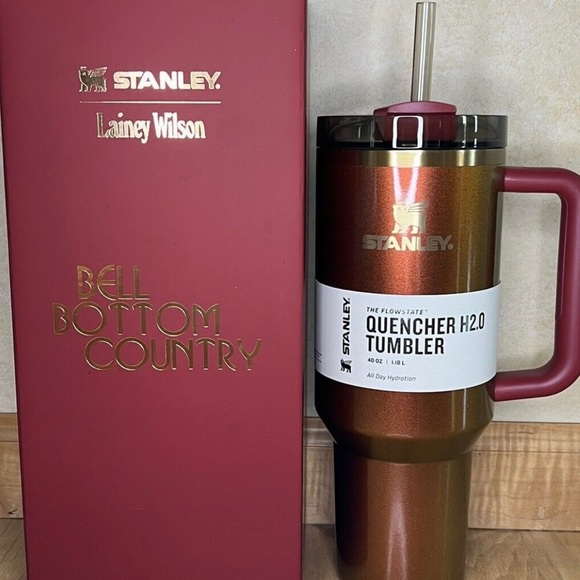 STANLEY.
Lainey Wilson
BELL
BOTTOM
COUNTRY
STANLEY.
STANLEY.
THE FLOWSTATE™
QUENCHER H2.0
TUMBLER
40 OZ | 1.18 L
All Day Hydration